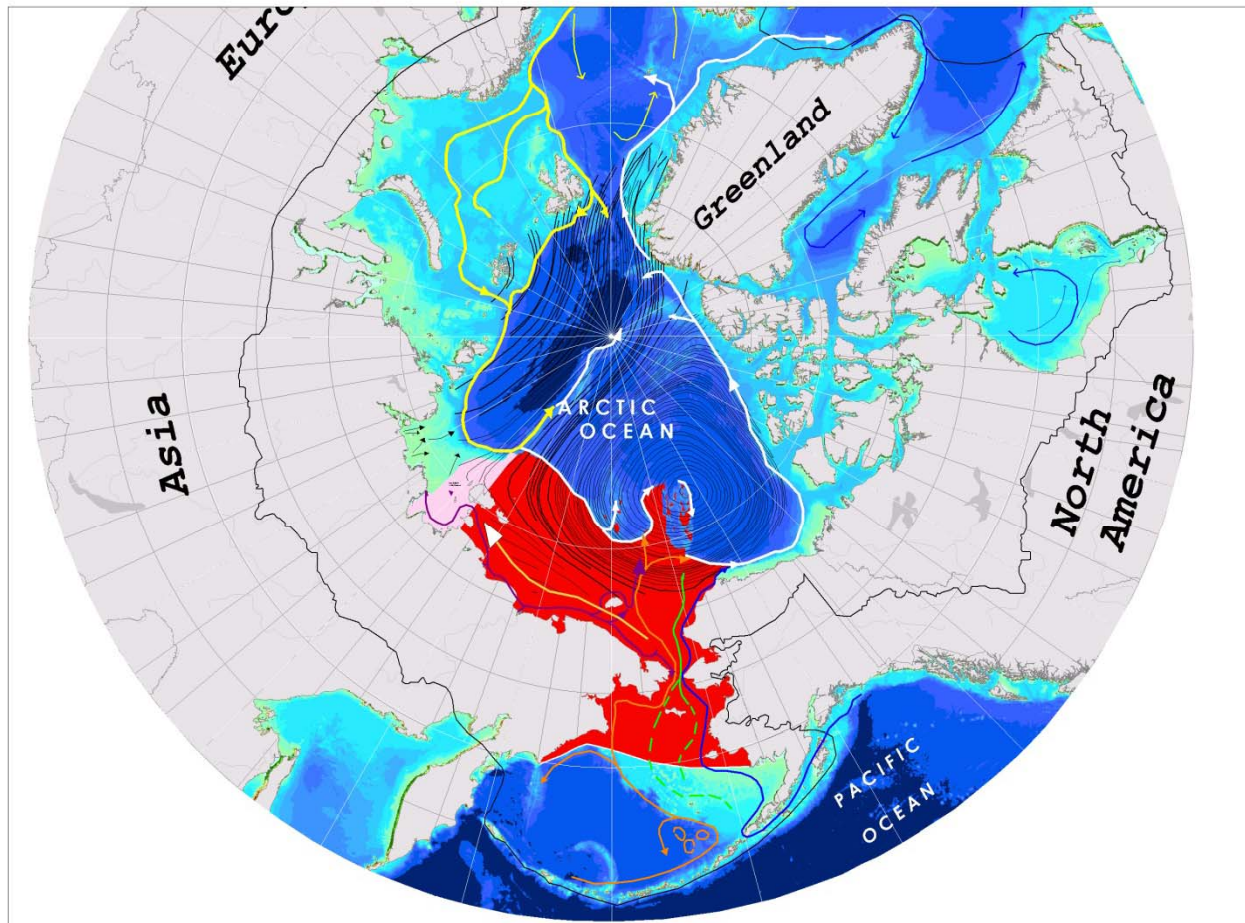 Euro
Greenland
Asia
ARCTIC
OCEAN
North
America
PACIFIC
OCEAN